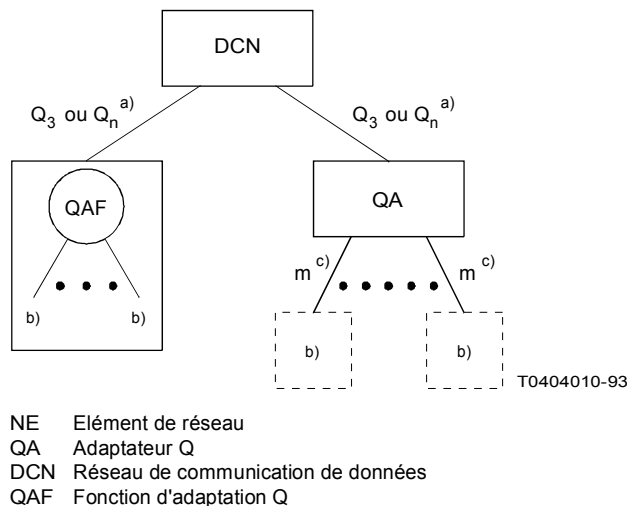 DCN
Q3 ou Qn a)
Q3 ou Qn a)
QAF
QA
m c)
m c)
b)
b)
b)
b)
T0404010-93
NE Elément de réseau
QA Adaptateur Q
DCN Réseau de communication de données
QAF Fonction d'adaptation Q